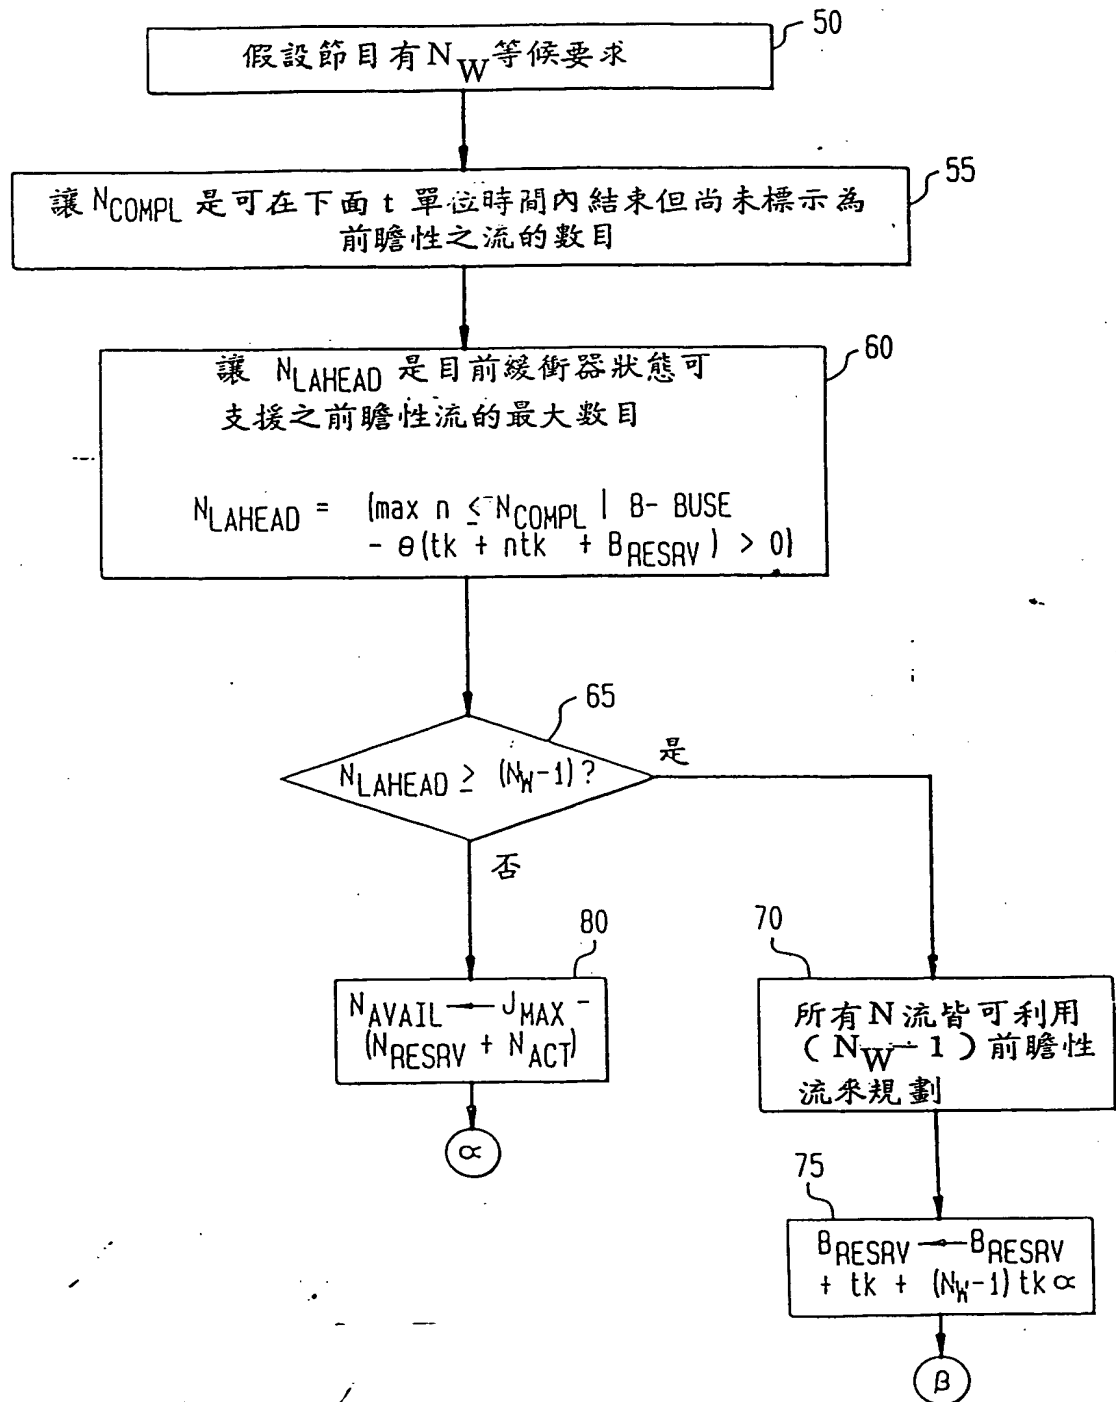 50
假設節目有NW等候要求
55
讓 NCOMPL 是可在下面 t 單位時間內結束但尚未標示為
前瞻性之流的數目
60
讓 NLAHEAD 是目前緩衝器狀態可
支援之前瞻性流的最大數目
NLAHEAD = (max n ≤ NCOMPL | B- BUSE
- θ(tk + ntk + BRESRV) > 0)
65
NLAHEAD ≥ (NW-1)?
是
否
80
NAVAIL ← JMAX -
(NRESRV + NACT)
∝
70
所有N流皆可利用
(NW-1)前瞻性
流來規劃
75
BRESRV ← BRESRV
+ tk + (NW-1) tk ∝
β